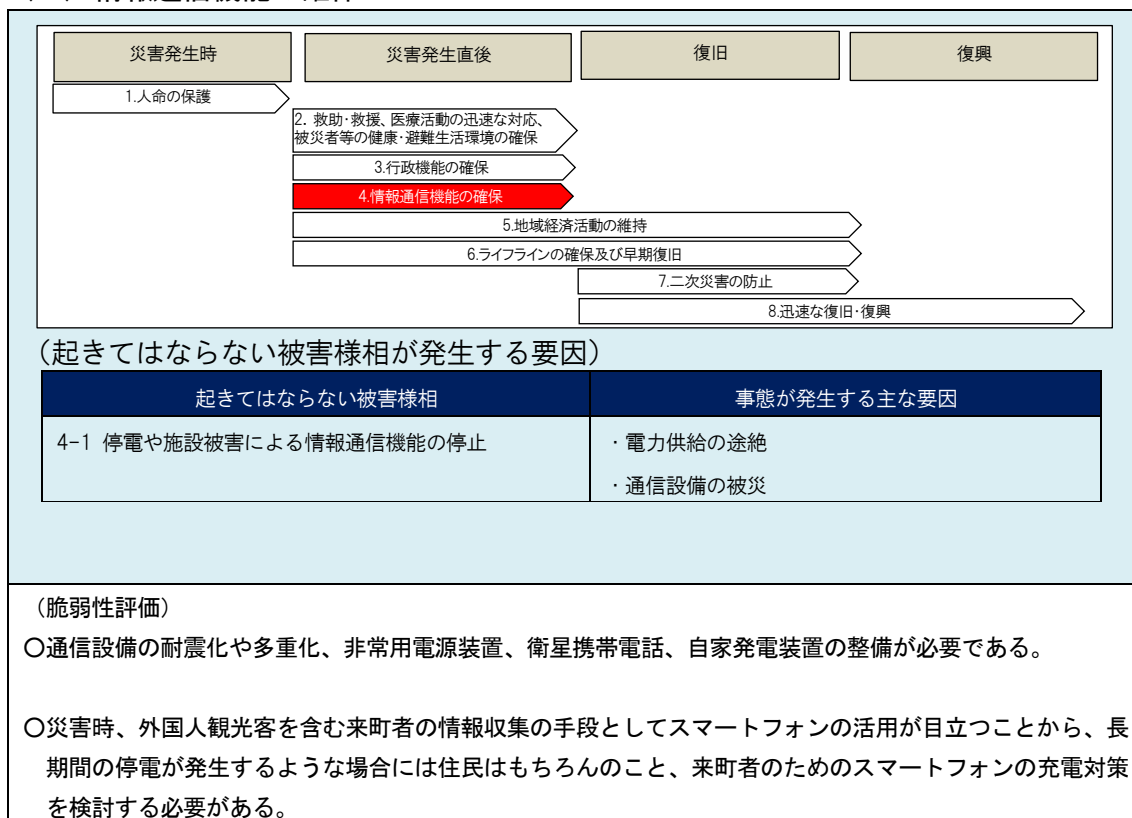 災害発生時
災害発生直後
復旧
復興
1.人命の保護
2. 救助・救援、医療活動の迅速な対応、
被災者等の健康・避難生活環境の確保
3.行政機能の確保
4.情報通信機能の確保
5.地域経済活動の維持
6.ライフラインの確保及び早期復旧
7.二次災害の防止
8.迅速な復旧・復興
(起きてはならない被害様相が発生する要因)
起きてはならない被害様相
事態が発生する主な要因
4-1 停電や施設被害による情報通信機能の停止
・電力供給の途絶
・通信設備の被災
(脆弱性評価)
〇通信設備の耐震化や多重化、非常用電源装置、衛星携帯電話、自家発電装置の整備が必要である。
〇災害時、外国人観光客を含む来町者の情報収集の手段としてスマートフォンの活用が目立つことから、長
期間の停電が発生するような場合には住民はもちろんのこと、来町者のためのスマートフォンの充電対策
を検討する必要がある。